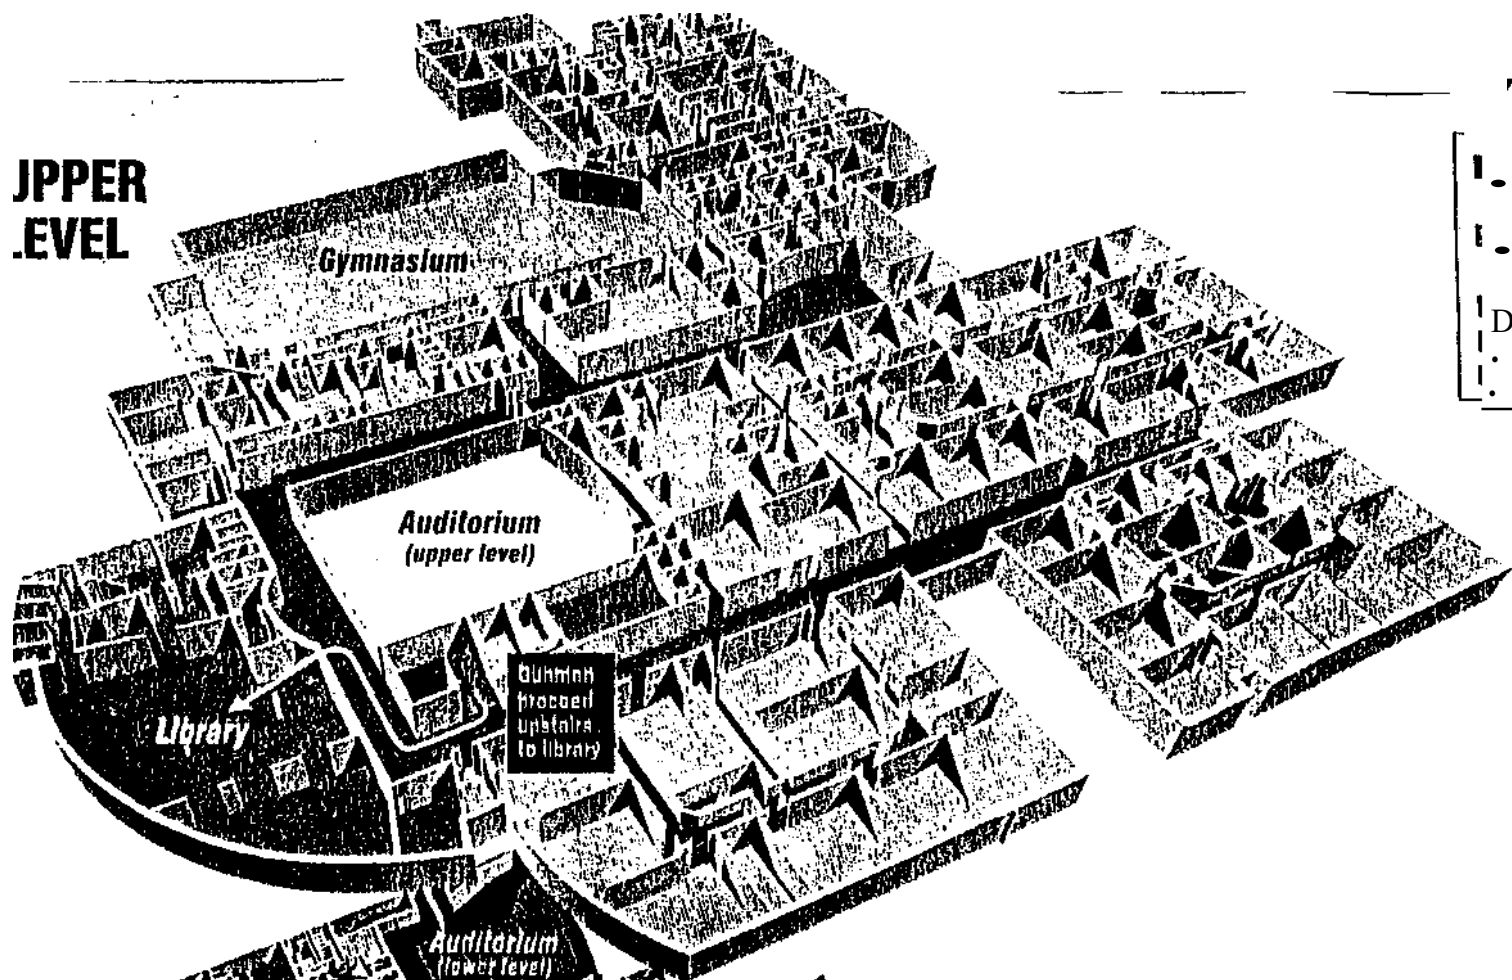 JPPER
.EVEL
Gymnasium
Auditorium
(upper level)
Gunmen
proceed
upstairs
to library
Library
Auditorium
(lower level)
D